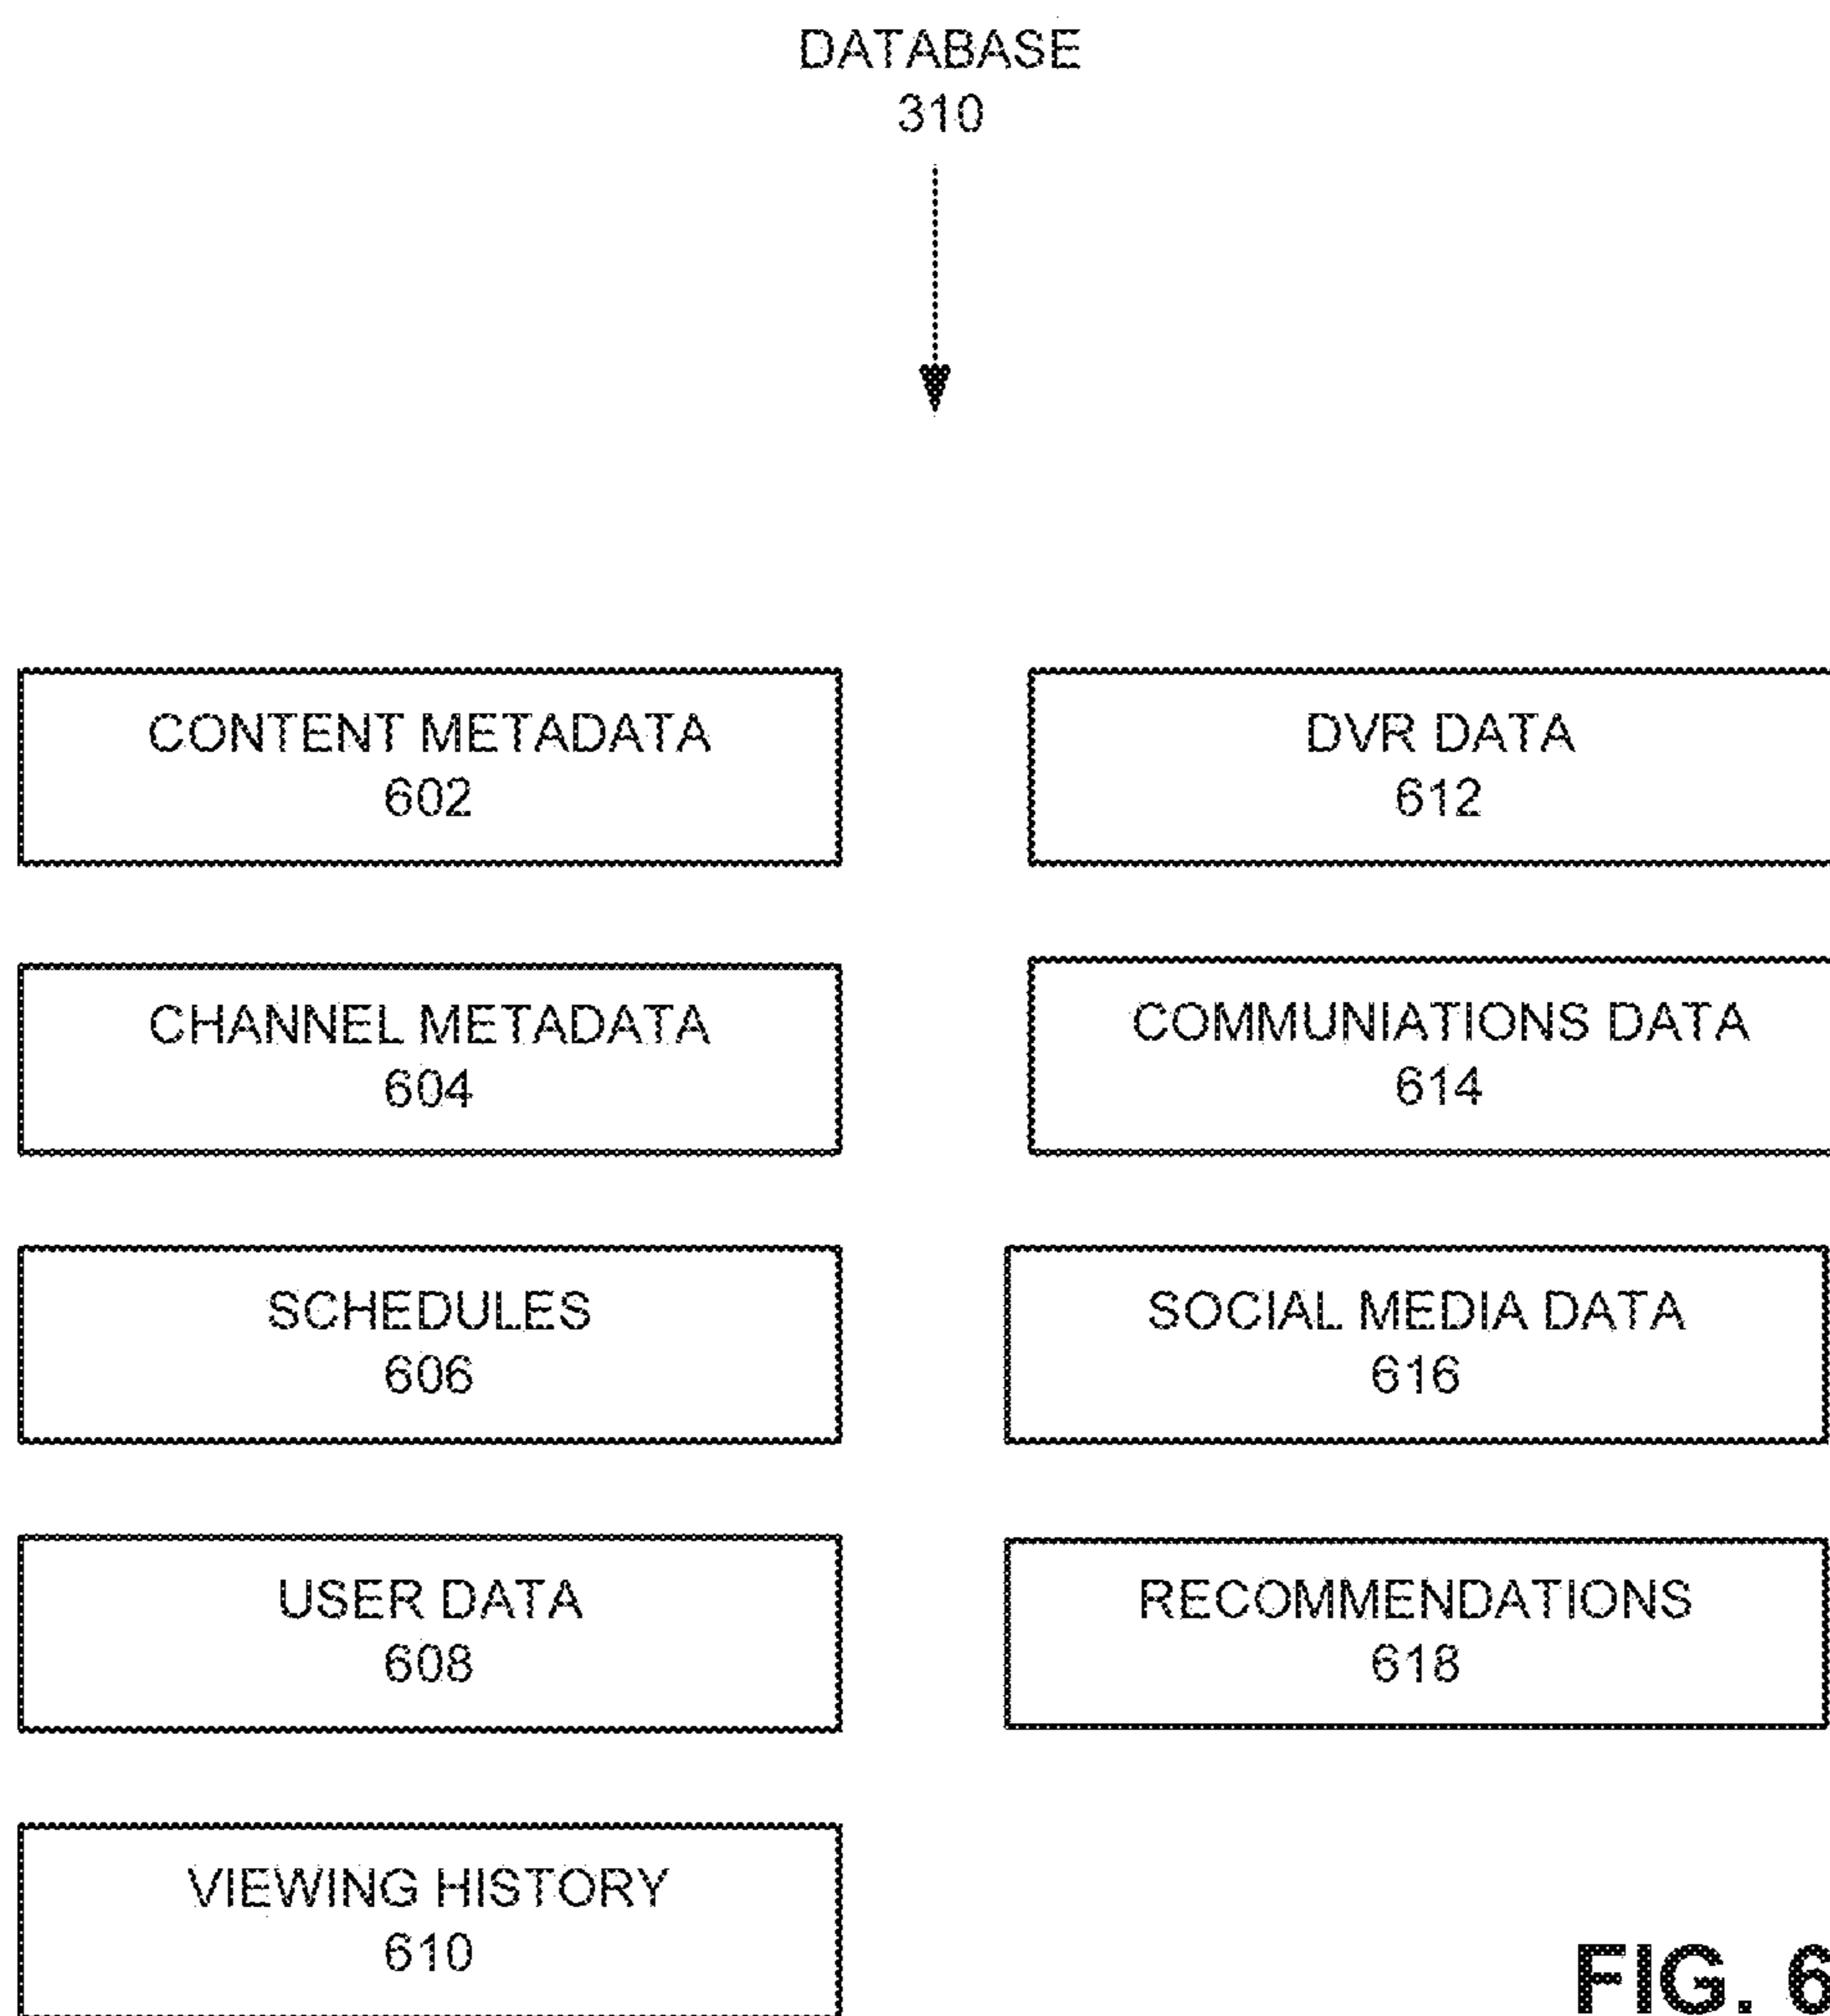 DATABASE
310
CONTENT METADATA
602
DVR DATA
612
CHANNEL METADATA
604
COMMUNIATIONS DATA
614
SCHEDULES
606
SOCIAL MEDIA DATA
616
USER DATA
608
RECOMMENDATIONS
618
VIEWING HISTORY
610
FIG. 6